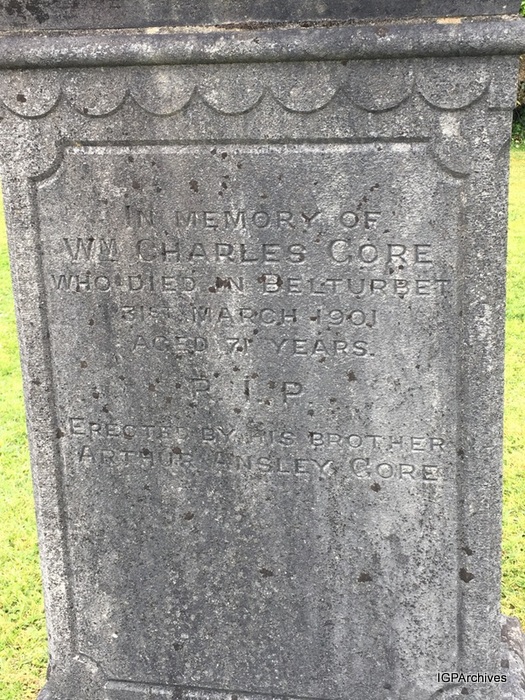 In memory of
Wm Charles Gore
who died in Belturbet
31st March 1901
aged 71 years.
R.I.P.
Erected by his brother
Arthur Ansley Gore
IGPArchives